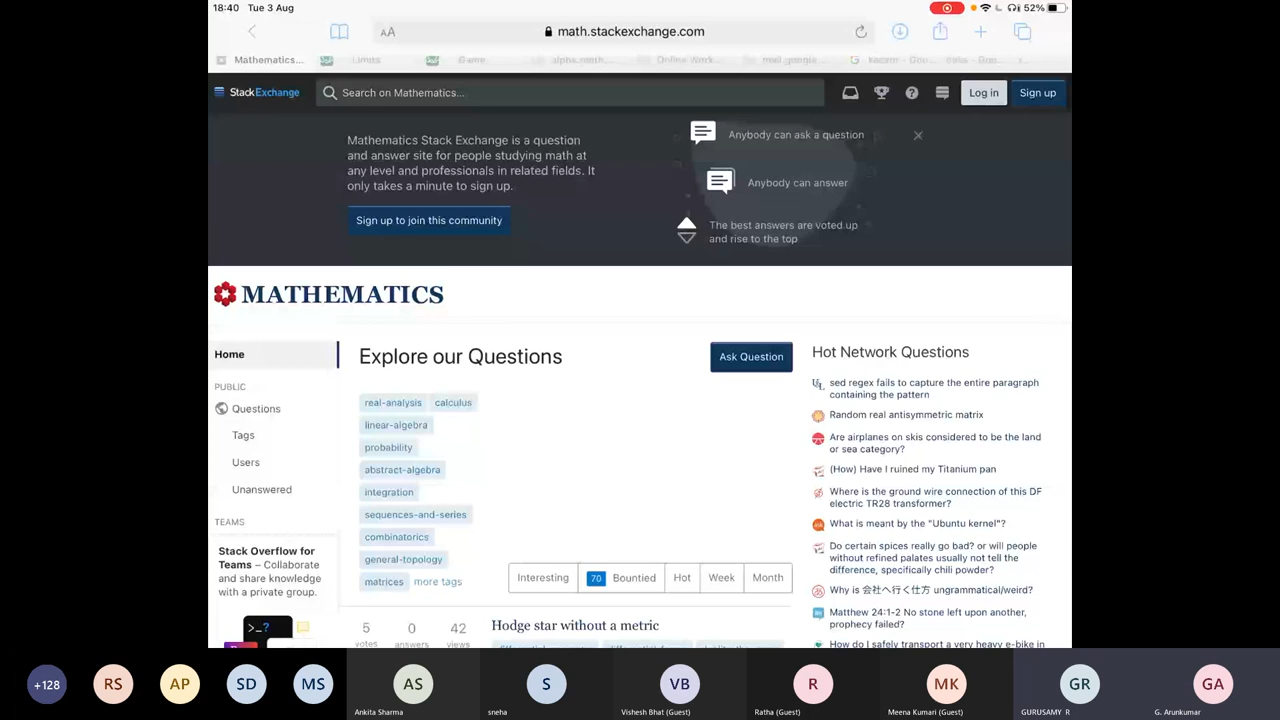 18:40 Tue 3 Aug
52%
AA
math.stackexchange.com
Mathematics...
Limits
Game
StackExchange
Search on Mathematics...
Log in
Sign up
Mathematics Stack Exchange is a question
and answer site for people studying math at
any level and professionals in related fields. It
only takes a minute to sign up.
Sign up to join this community
Anybody can ask a question
Anybody can answer
The best answers are voted up
and rise to the top
MATHEMATICS
Home
PUBLIC
Questions
Tags
Users
Unanswered
TEAMS
Stack Overflow for
Teams – Collaborate
and share knowledge
with a private group.
>_?
Explore our Questions
Ask Question
real-analysis calculus
linear-algebra
probability
abstract-algebra
integration
sequences-and-series
combinatorics
general-topology
matrices more tags
Interesting
70 Bountied
Hot
Week
Month
5
votes
0
answers
42
views
Hodge star without a metric
Hot Network Questions
sed regex fails to capture the entire paragraph
containing the pattern
Random real antisymmetric matrix
Are airplanes on skis considered to be the land
or sea category?
(How) Have I ruined my Titanium pan
Where is the ground wire connection of this DF
electric TR28 transformer?
What is meant by the "Ubuntu kernel"?
Do certain spices really go bad? or will people
without refined palates usually not tell the
difference, specifically chili powder?
Why is 会社へ行く仕方 ungrammatical/weird?
Matthew 24:1-2 No stone left upon another,
prophecy failed?
How do I safely transport a very heavy e-bike in
+128
RS
AP
SD
MS
AS
Ankita Sharma
S
sneha
VB
Vishesh Bhat (Guest)
R
Ratha (Guest)
MK
Meena Kumari (Guest)
GR
GURUSAMY R
GA
G. Arunkumar